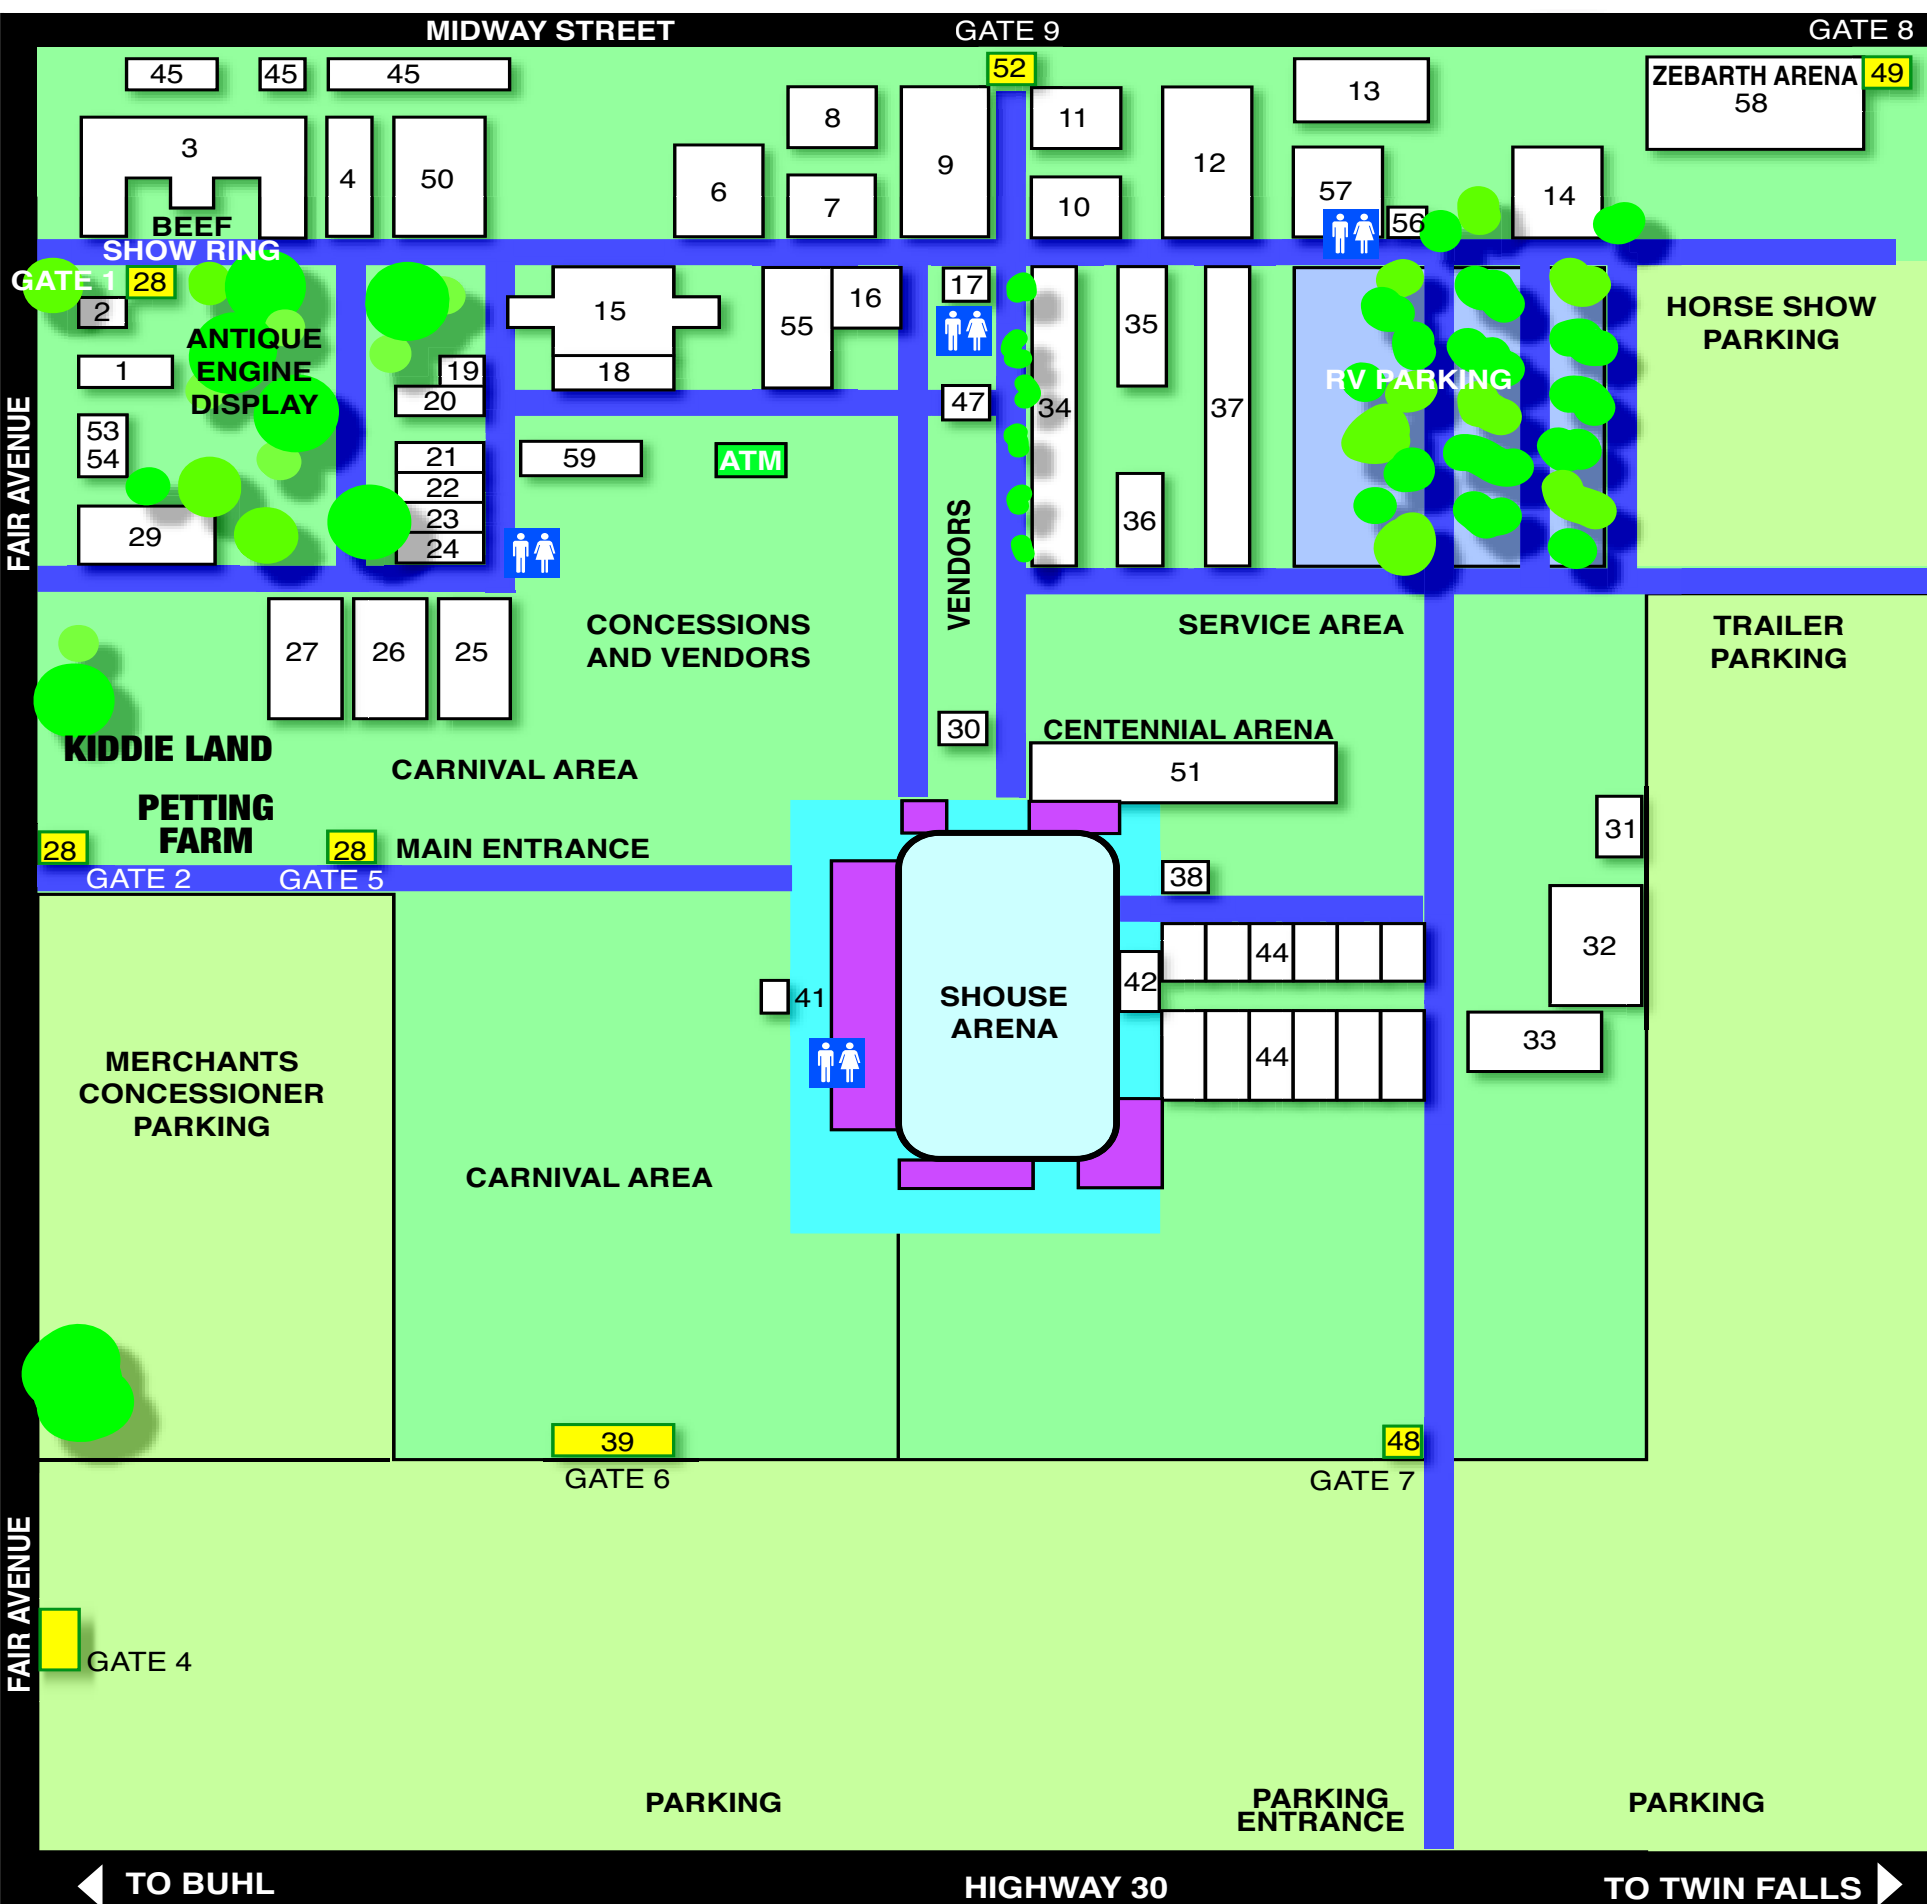 MIDWAY STREET
GATE 9
GATE 8
45
45
45
52
ZEBARTH ARENA
58
49
3
4
50
6
8
7
9
11
10
12
13
57
56
14
BEEF
SHOW RING
GATE 1
28
2
1
53
54
29
ANTIQUE
ENGINE
DISPLAY
19
20
21
22
23
24
15
18
55
16
17
47
59
ATM
34
35
36
37
RV PARKING
HORSE SHOW
PARKING
FAIR AVENUE
VENDORS
27
26
25
CONCESSIONS
AND VENDORS
SERVICE AREA
TRAILER
PARKING
KIDDIE LAND
CARNIVAL AREA
30
CENTENNIAL ARENA
51
PETTING
FARM
28
28
MAIN ENTRANCE
GATE 2
GATE 5
31
38
32
44
42
41
SHOUSE
ARENA
33
44
MERCHANTS
CONCESSIONER
PARKING
CARNIVAL AREA
39
GATE 6
48
GATE 7
FAIR AVENUE
GATE 4
PARKING
PARKING
ENTRANCE
PARKING
TO BUHL
HIGHWAY 30
TO TWIN FALLS